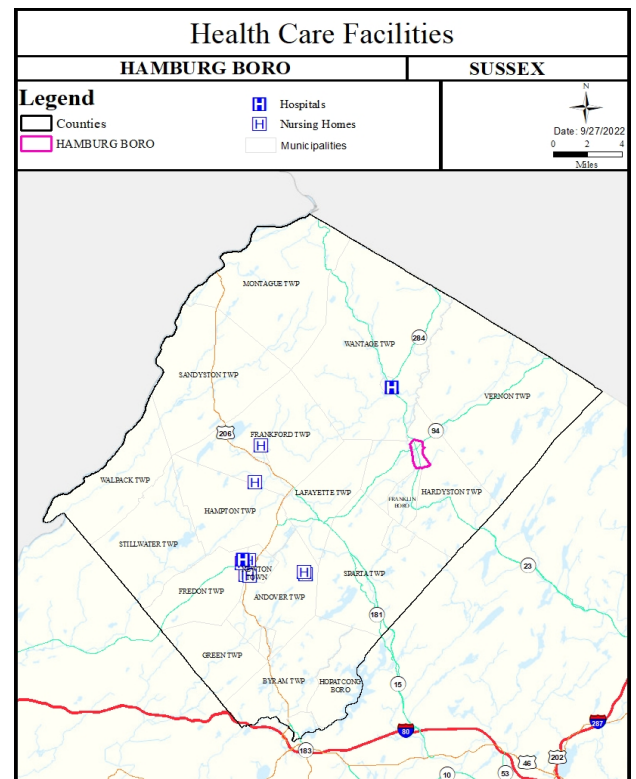 Health Care Facilities
HAMBURG BORO
SUSSEX
Legend
Counties
HAMBURG BORO
Hospitals
Nursing Homes
Municipalities
N
Date: 9/27/2022
0 2 4
Miles
MONTAGUE TWP
WANTAGE TWP
284
H
SANDYSTON TWP
VERNON TWP
94
206
FRANKFORD TWP
H
WALPACK TWP
H
LAFAYETTE TWP
HARDYSTON TWP
FRANKLIN
BORO
HAMPTON TWP
STILLWATER TWP
H
NEWTON
TOWN
H
SPARTA TWP
23
FREDON TWP
ANDOVER TWP
181
GREEN TWP
BYRAM TWP
HOPATCONG
BORO
15
80
287
183
46
202
10
53